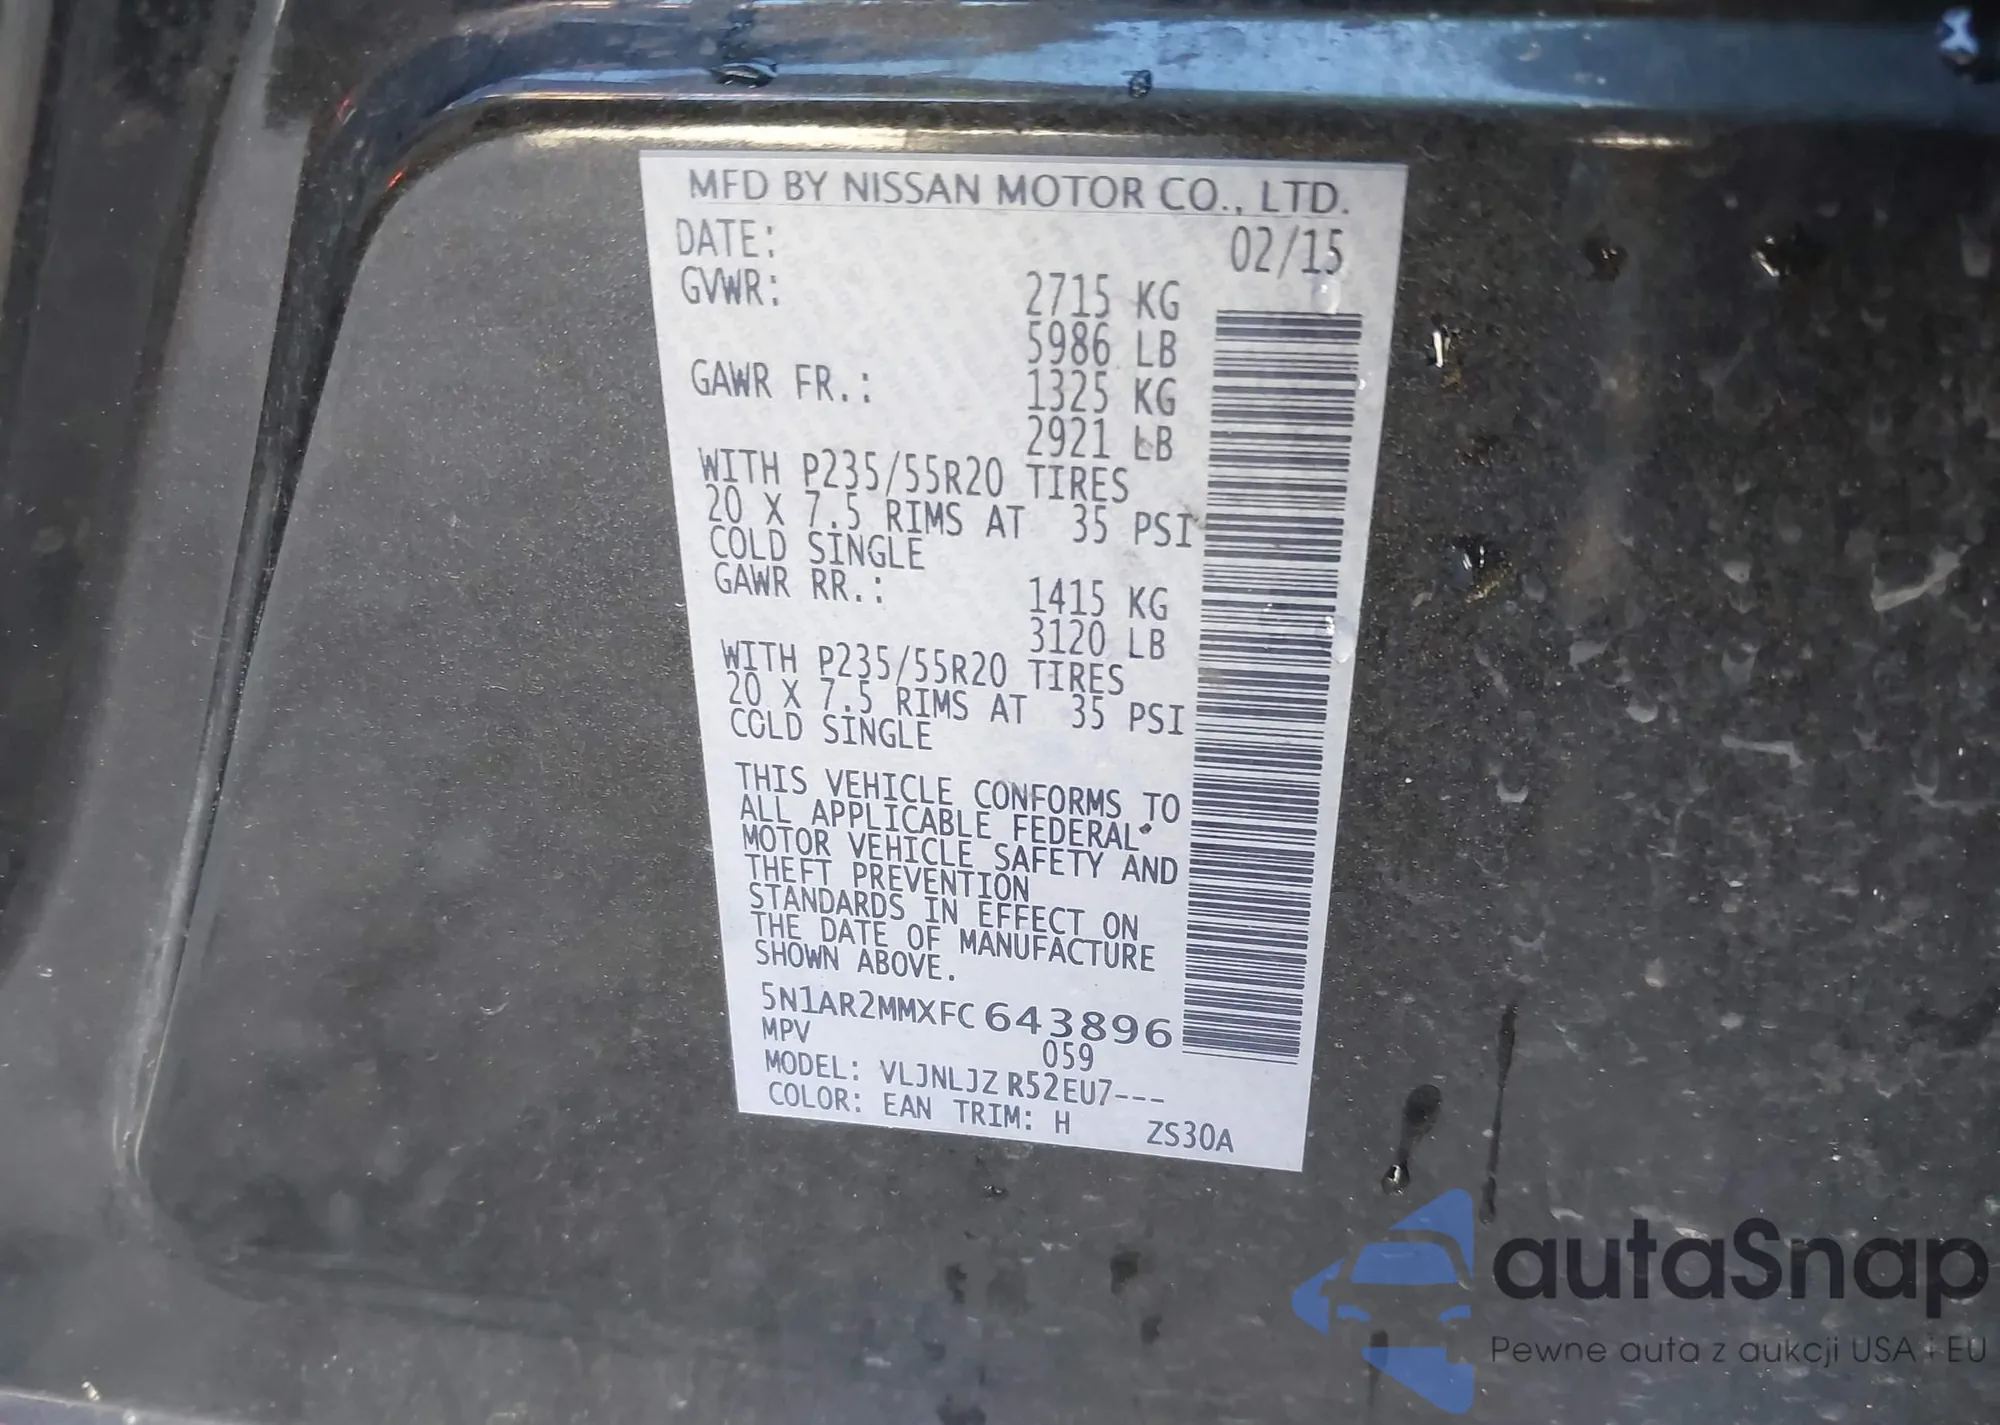 MFD BY NISSAN MOTOR CO., LTD.
DATE: 02/15
GVWR: 2715 KG
5986 LB
GAWR FR.: 1325 KG
2921 LB
WITH P235/55R20 TIRES
20 X 7.5 RIMS AT 35 PSI
COLD SINGLE
GAWR RR.: 1415 KG
3120 LB
WITH P235/55R20 TIRES
20 X 7.5 RIMS AT 35 PSI
COLD SINGLE
THIS VEHICLE CONFORMS TO
ALL APPLICABLE FEDERAL
MOTOR VEHICLE SAFETY AND
THEFT PREVENTION
STANDARDS IN EFFECT ON
THE DATE OF MANUFACTURE
SHOWN ABOVE.
5N1AR2MMXFC643896
MPV 059
MODEL: VLJNLJZ R52EU7---
COLOR: EAN TRIM: H ZS30A
autaSnap
Pewne auta z aukcji USA i EU